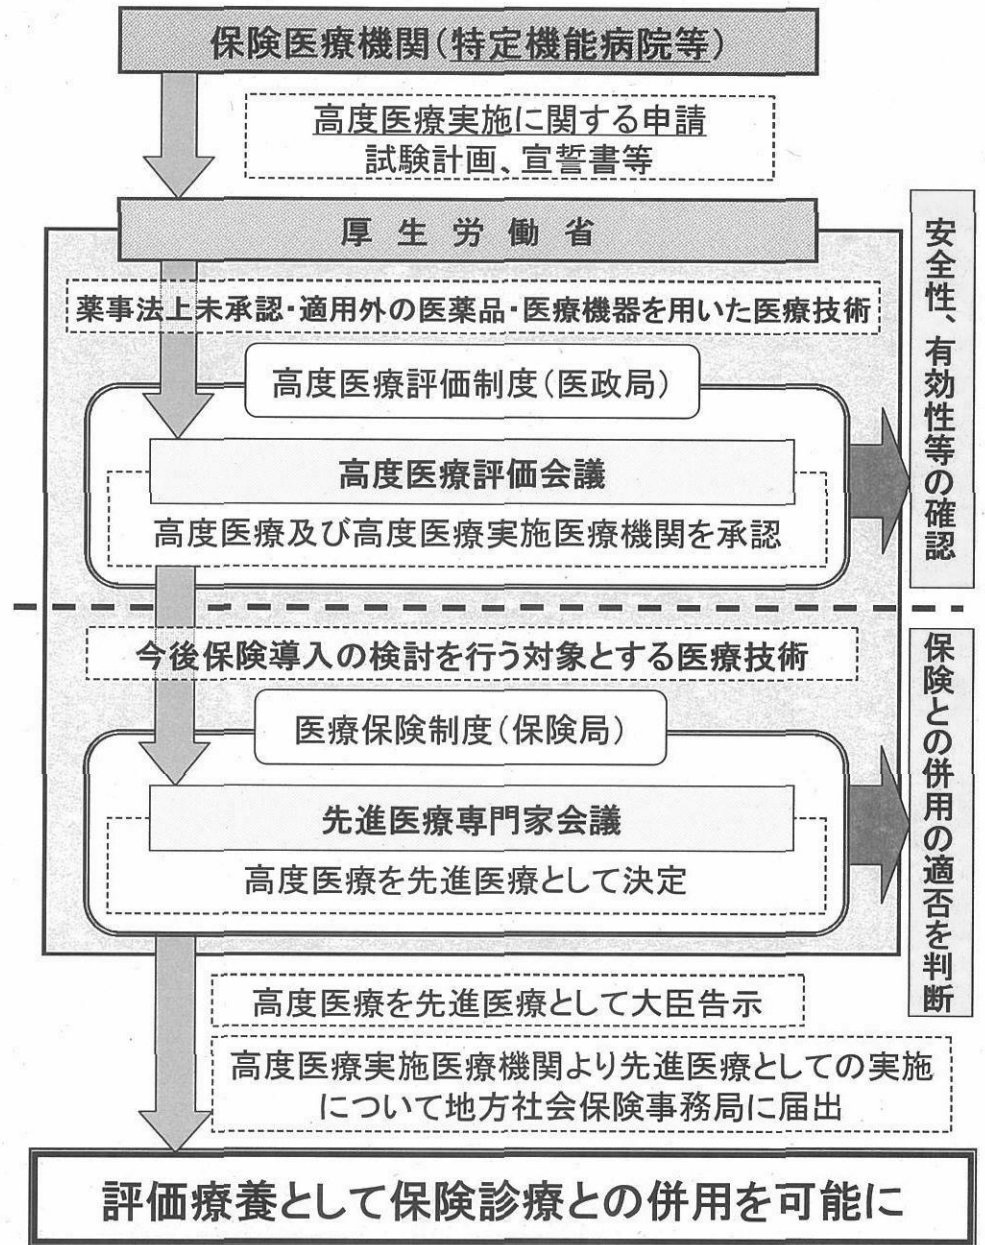 保険医療機関(特定機能病院等)
高度医療実施に関する申請
試験計画、宣誓書等
厚生労働省
薬事法上未承認・適用外の医薬品・医療機器を用いた医療技術
高度医療評価制度(医政局)
高度医療評価会議
高度医療及び高度医療実施医療機関を承認
安全性、有効性等の確認
今後保険導入の検討を行う対象とする医療技術
医療保険制度(保険局)
先進医療専門家会議
高度医療を先進医療として決定
保険との併用の適否を判断
高度医療を先進医療として大臣告示
高度医療実施医療機関より先進医療としての実施
について地方社会保険事務局に届出
評価療養として保険診療との併用を可能に